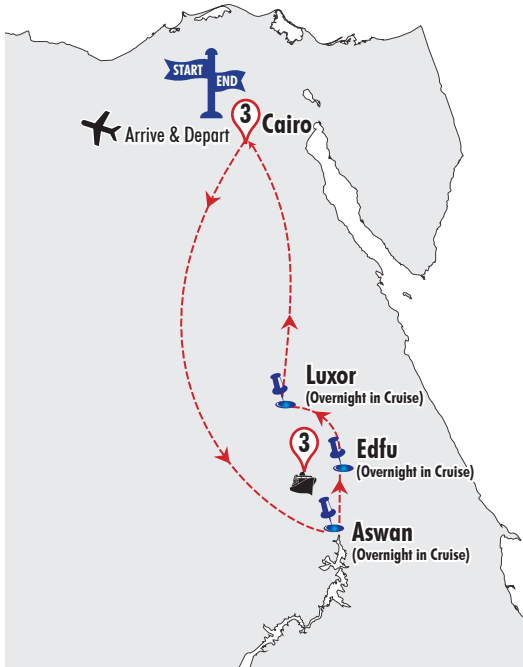 START
END
3
Cairo
Arrive & Depart
Luxor
(Overnight in Cruise)
3
Edfu
(Overnight in Cruise)
Aswan
(Overnight in Cruise)